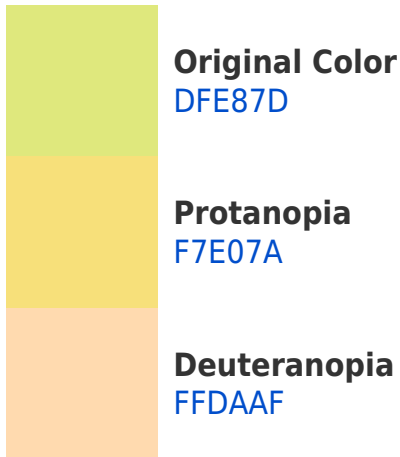 Original Color
DFE87D
Protanopia
F7E07A
Deuteranopia
FFDAAF